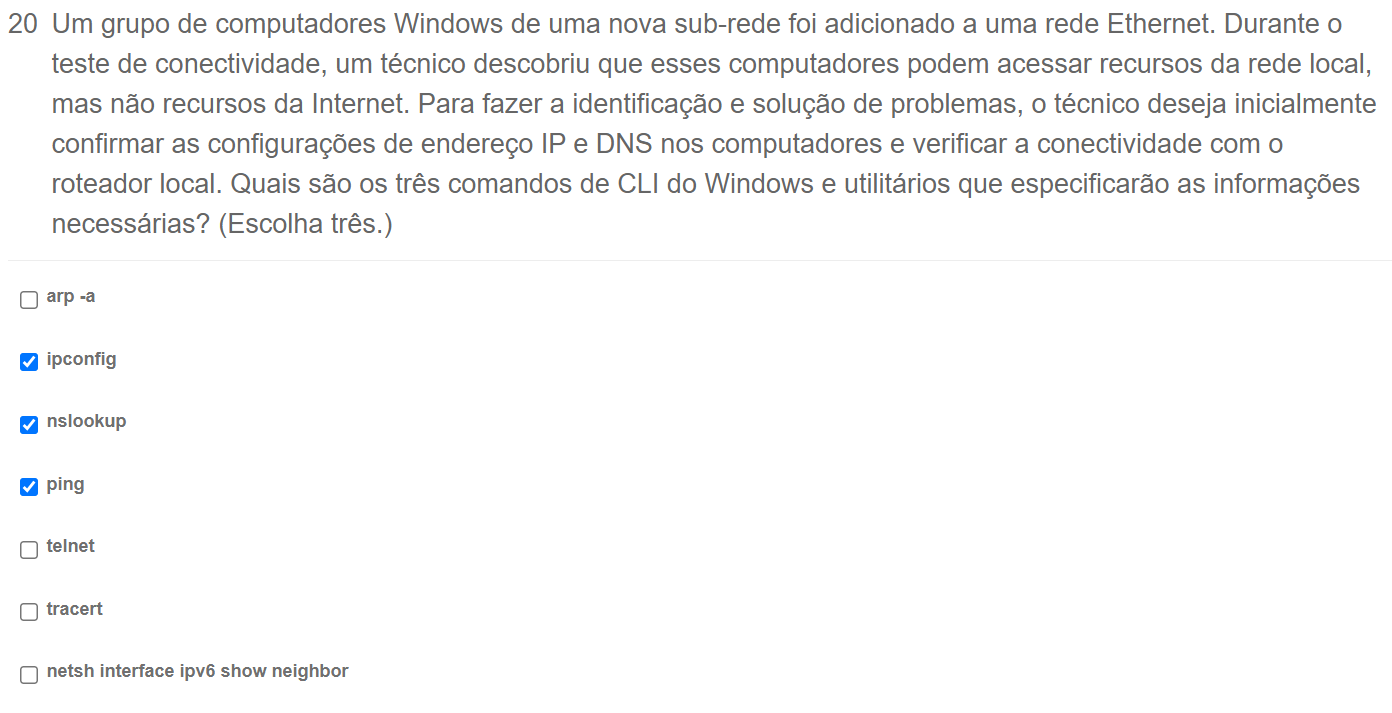 20 Um grupo de computadores Windows de uma nova sub-rede foi adicionado a uma rede Ethernet. Durante o
teste de conectividade, um técnico descobriu que esses computadores podem acessar recursos da rede local,
mas não recursos da Internet. Para fazer a identificação e solução de problemas, o técnico deseja inicialmente
confirmar as configurações de endereço IP e DNS nos computadores e verificar a conectividade com o
roteador local. Quais são os três comandos de CLI do Windows e utilitários que especificarão as informações
necessárias? (Escolha três.)
arp -a
ipconfig
nslookup
ping
telnet
tracert
netsh interface ipv6 show neighbor